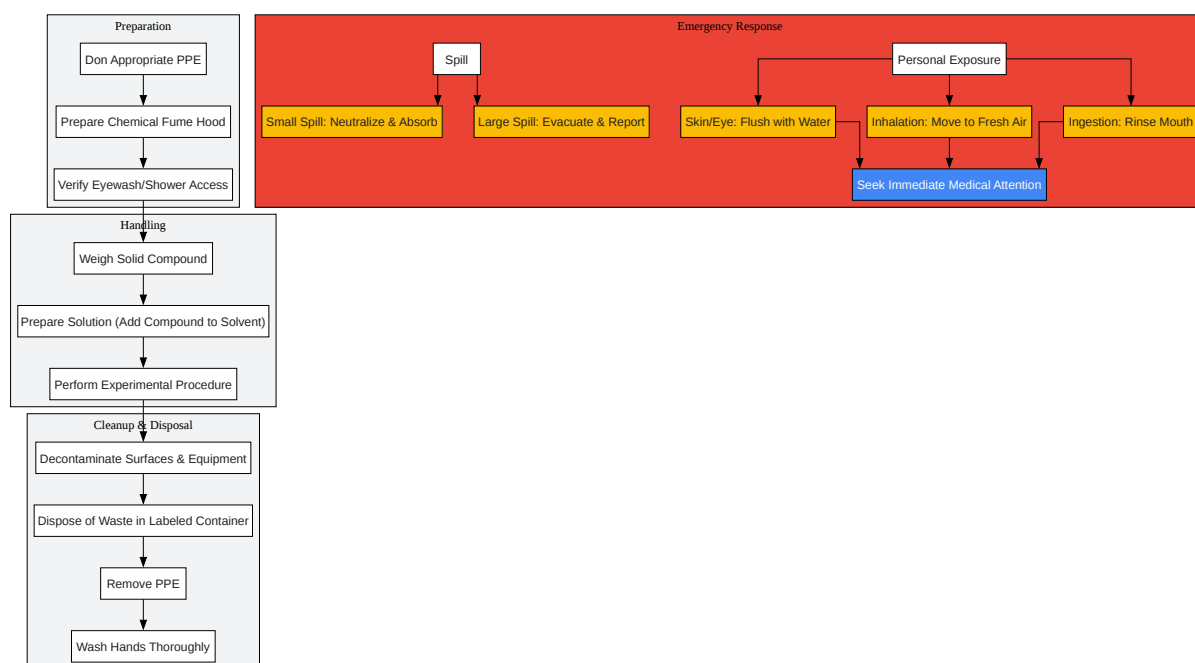 Preparation
Don Appropriate PPE
Prepare Chemical Fume Hood
Verify Eyewash/Shower Access
Handling
Weigh Solid Compound
Prepare Solution (Add Compound to Solvent)
Perform Experimental Procedure
Cleanup & Disposal
Decontaminate Surfaces & Equipment
Dispose of Waste in Labeled Container
Remove PPE
Wash Hands Thoroughly
Emergency Response
Spill
Small Spill: Neutralize & Absorb
Large Spill: Evacuate & Report
Personal Exposure
Skin/Eye: Flush with Water
Inhalation: Move to Fresh Air
Ingestion: Rinse Mouth
Seek Immediate Medical Attention